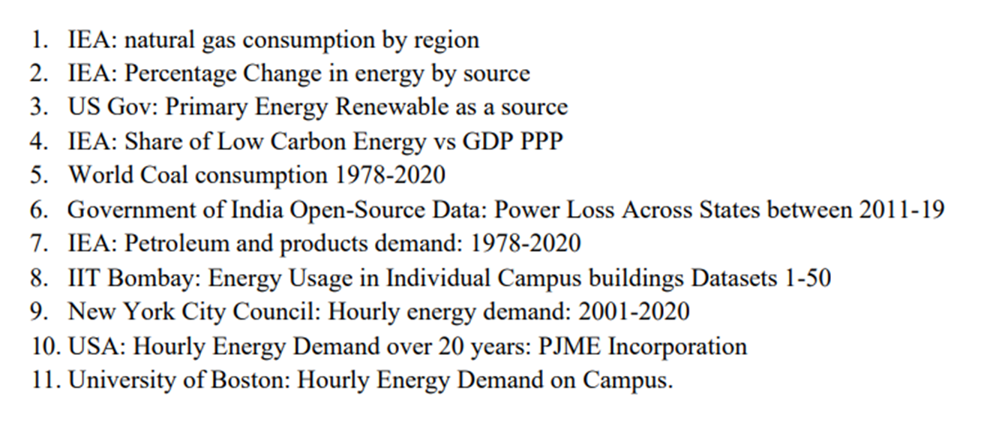 1. IEA: natural gas consumption by region
2. IEA: Percentage Change in energy by source
3. US Gov: Primary Energy Renewable as a source
4. IEA: Share of Low Carbon Energy vs GDP PPP
5. World Coal consumption 1978-2020
6. Government of India Open-Source Data: Power Loss Across States between 2011-19
7. IEA: Petroleum and products demand: 1978-2020
8. IIT Bombay: Energy Usage in Individual Campus buildings Datasets 1-50
9. New York City Council: Hourly energy demand: 2001-2020
10. USA: Hourly Energy Demand over 20 years: PJME Incorporation
11. University of Boston: Hourly Energy Demand on Campus.